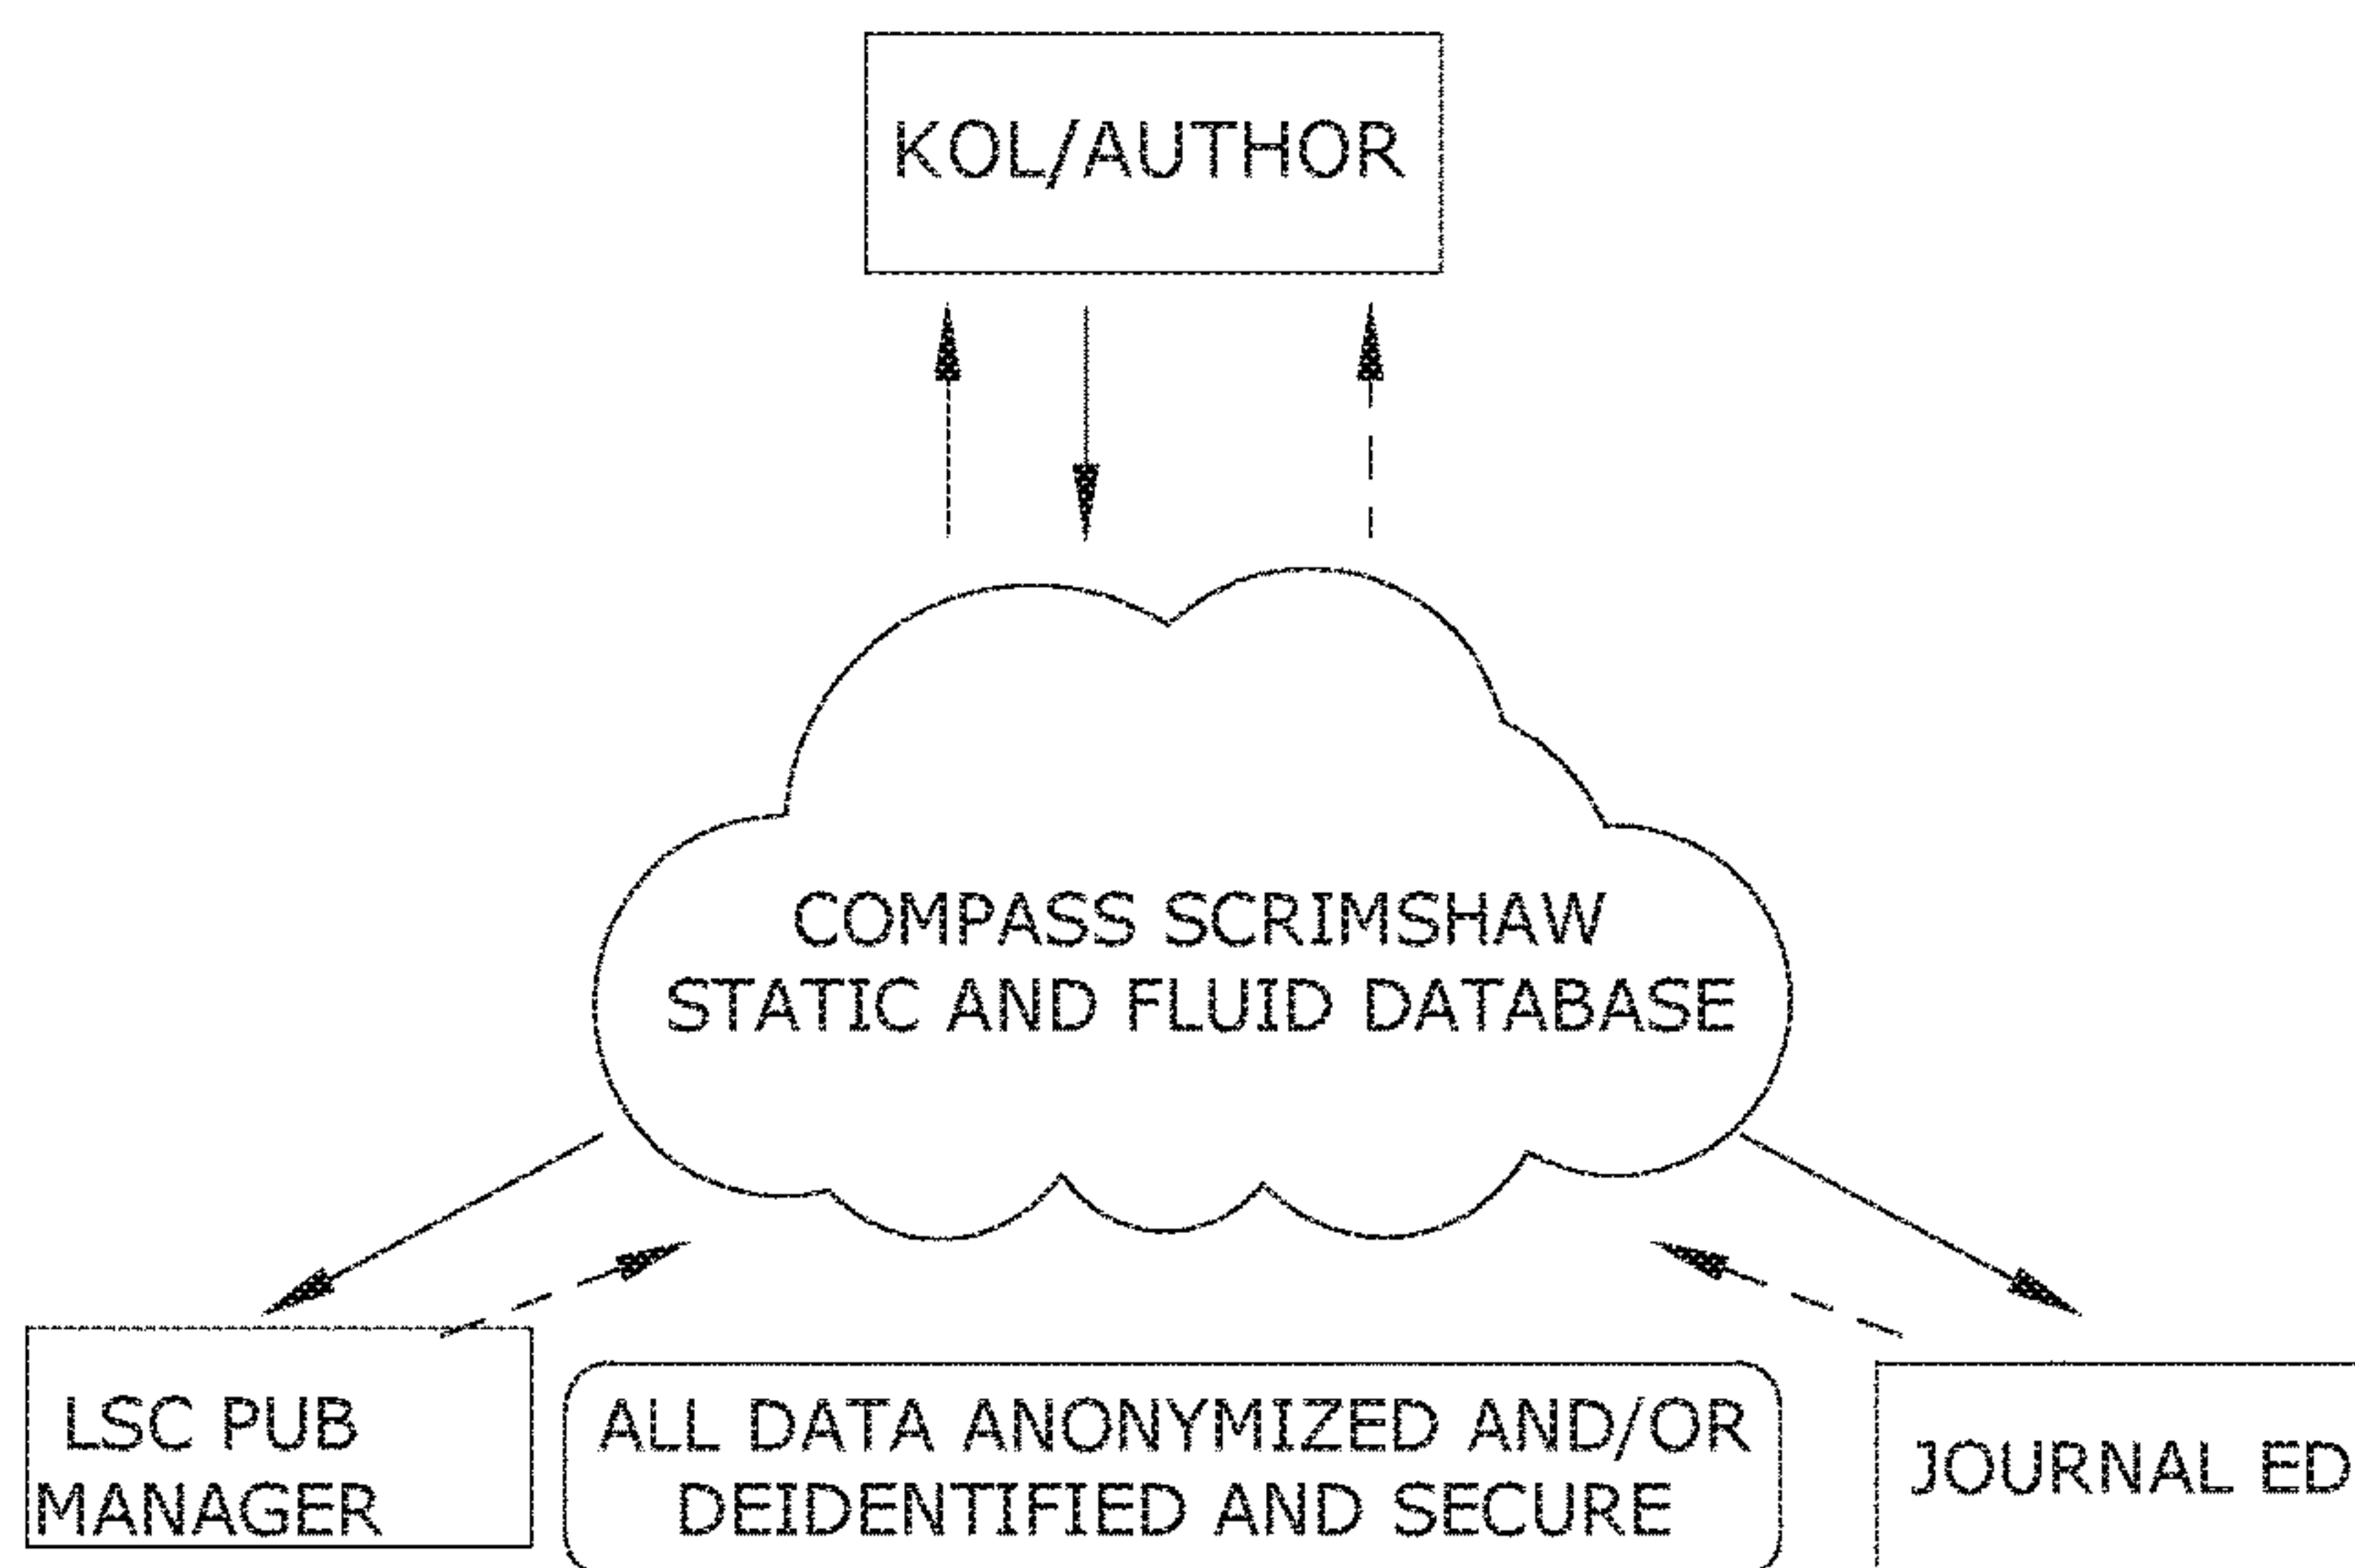 KOL/AUTHOR
COMPASS SCRIMSHAW
STATIC AND FLUID DATABASE
LSC PUB
MANAGER
ALL DATA ANONYMIZED AND/OR
DEIDENTIFIED AND SECURE
JOURNAL ED